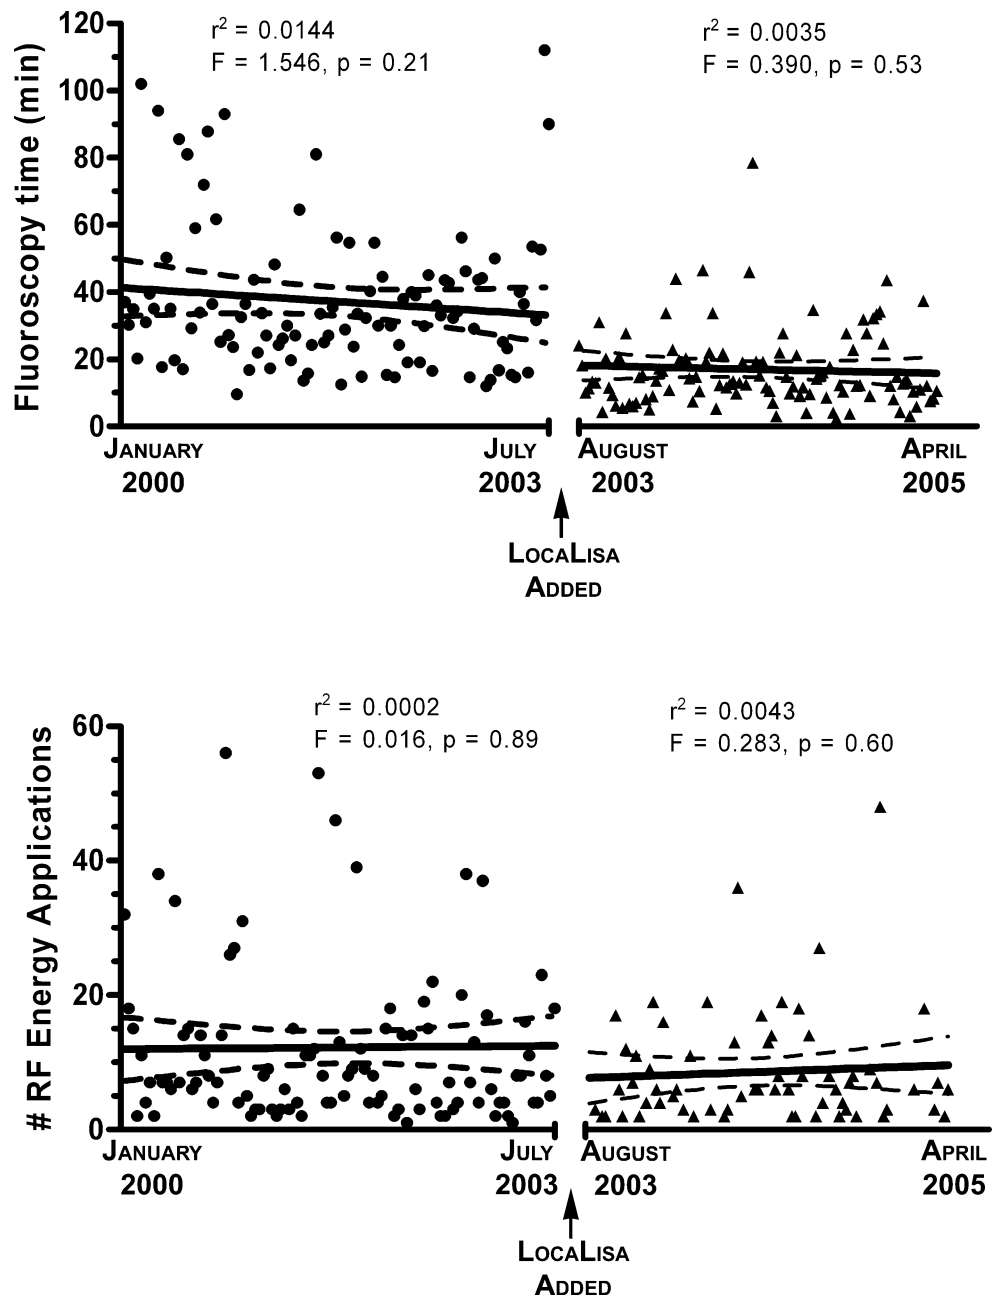 r² = 0.0144
F = 1.546, p = 0.21
r² = 0.0035
F = 0.390, p = 0.53
Fluoroscopy time (min)
120
100
80
60
40
20
0
JANUARY 2000
JULY 2003
AUGUST 2003
APRIL 2005
LOCALISA
ADDED
r² = 0.0002
F = 0.016, p = 0.89
r² = 0.0043
F = 0.283, p = 0.60
# RF Energy Applications
60
40
20
0
JANUARY 2000
JULY 2003
AUGUST 2003
APRIL 2005
LOCALISA
ADDED